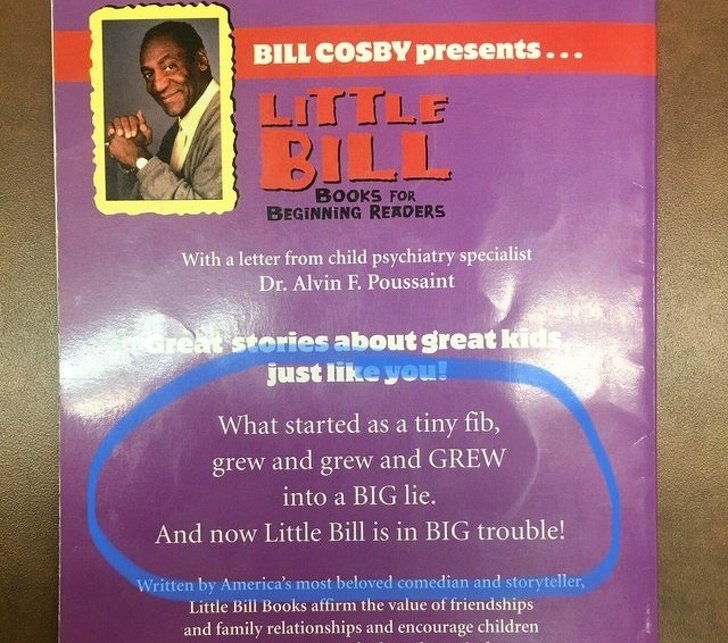 BILL COSBY presents...
LITTLE
BILL
BOOKS FOR
BEGINNING READERS
With a letter from child psychiatry specialist
Dr. Alvin F. Poussaint
Great stories about great kids,
just like you!
What started as a tiny fib,
grew and grew and GREW
into a BIG lie.
And now Little Bill is in BIG trouble!
Written by America's most beloved comedian and storyteller,
Little Bill Books affirm the value of friendships
and family relationships and encourage children